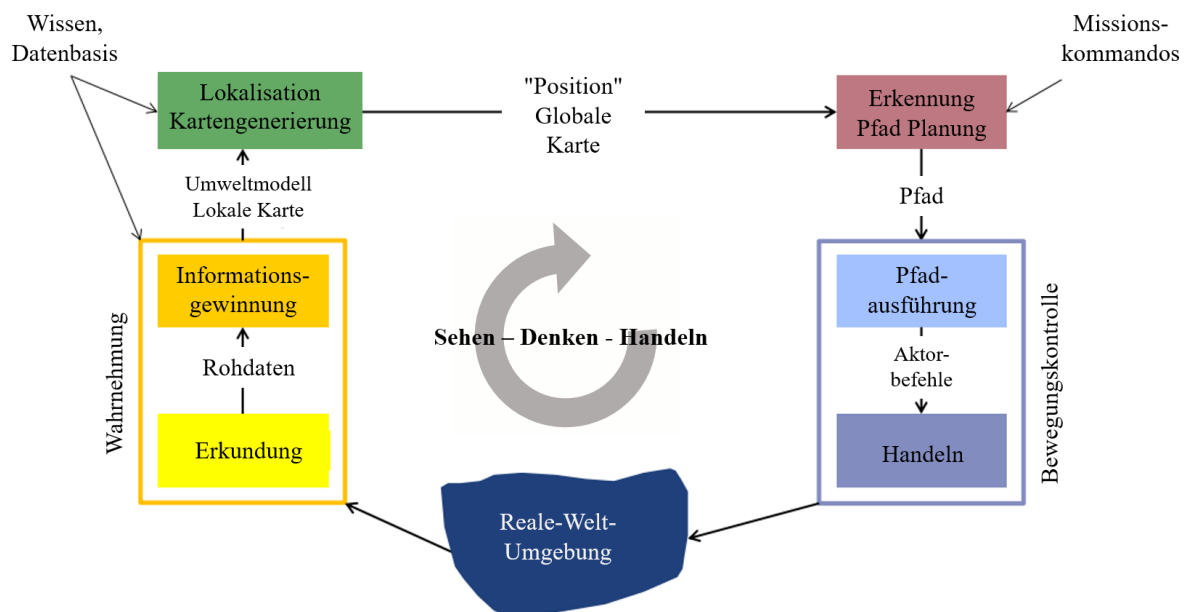 Wissen,
Datenbasis
Missions-
kommandos
Lokalisation
Kartengenerierung
"Position"
Globale
Karte
Erkennung
Pfad Planung
Umweltmodell
Lokale Karte
Pfad
Wahrnehmung
Informations-
gewinnung
Rohdaten
Erkundung
Sehen – Denken - Handeln
Pfad-
ausführung
Aktor-
befehle
Handeln
Bewegungskontrolle
Reale-Welt-
Umgebung